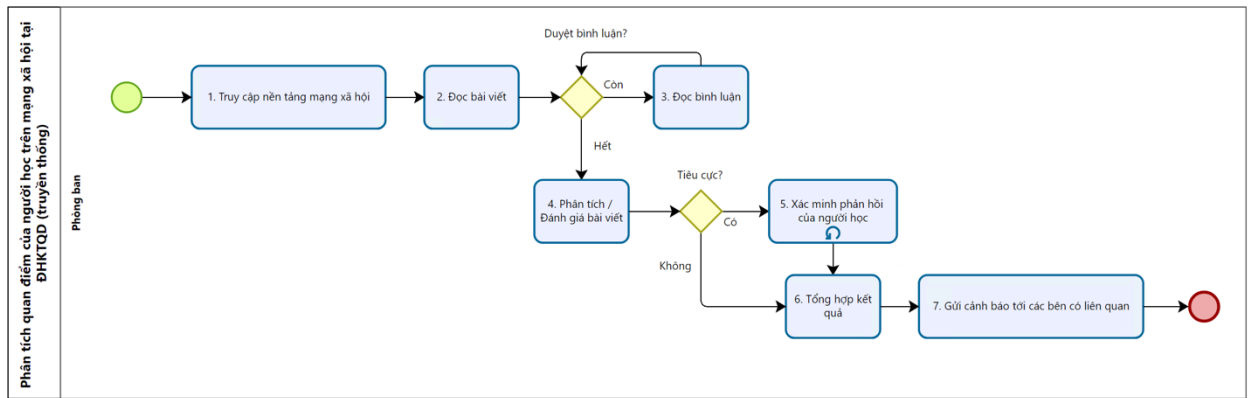 Phân tích quan điểm của người học trên mạng xã hội tại
ĐHKTQD (truyền thống)
Phòng ban
1. Truy cập nền tảng mạng xã hội
2. Đọc bài viết
Duyệt bình luận?
Còn
3. Đọc bình luận
Hết
4. Phân tích /
Đánh giá bài viết
Tiêu cực?
Có
5. Xác minh phản hồi
của người học
Không
6. Tổng hợp kết
quả
7. Gửi cảnh báo tới các bên có liên quan